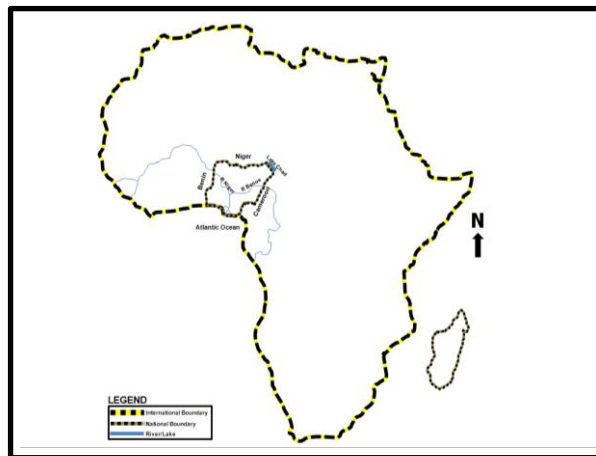 Niger
Lake Chad
Benin
R Niger
R Benue
Cameroon
Atlantic Ocean
N
LEGEND
International Boundary
National Boundary
River/Lake